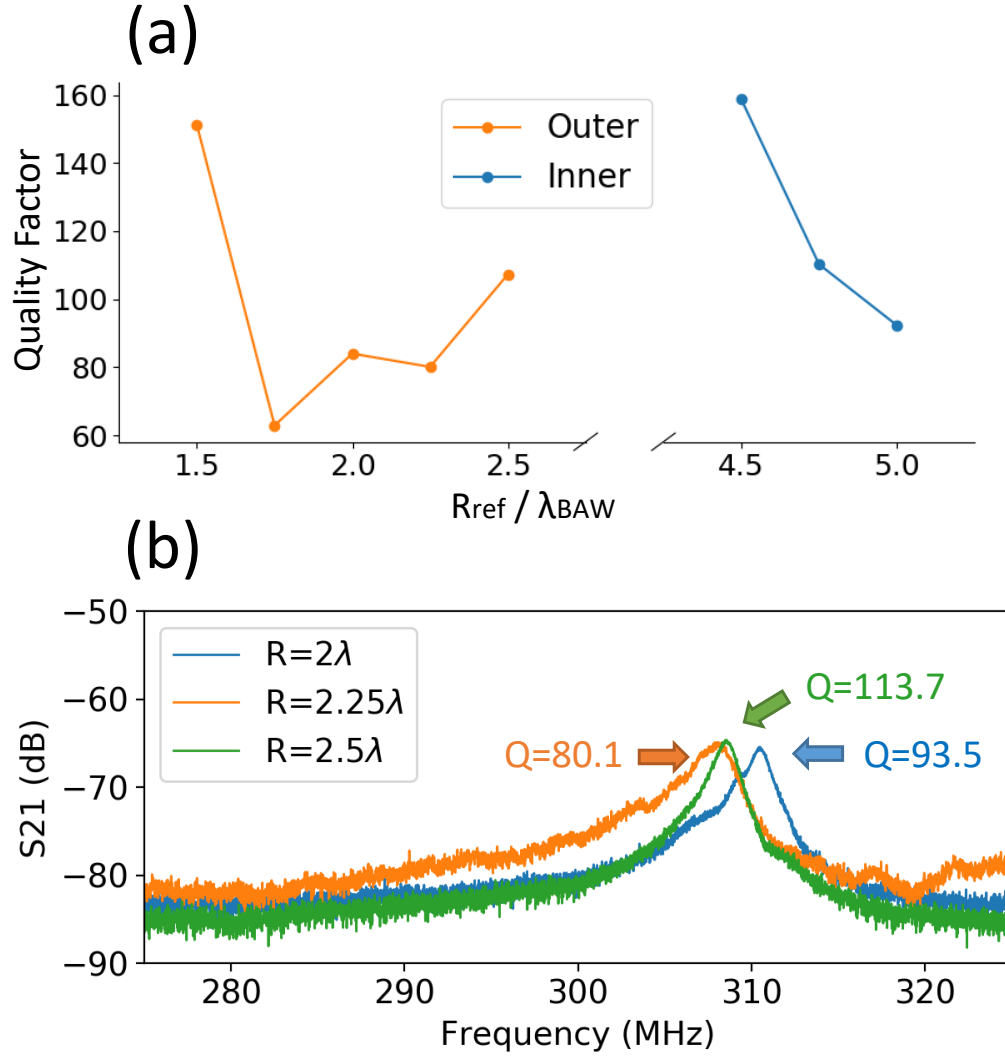 (a)
160
140
120
100
80
60
Quality Factor
Outer
Inner
1.5
2.0
2.5
4.5
5.0
Rref / λBAW
(b)
−50
−60
−70
−80
−90
S21 (dB)
R=2λ
R=2.25λ
R=2.5λ
Q=113.7
Q=80.1
Q=93.5
280
290
300
310
320
Frequency (MHz)